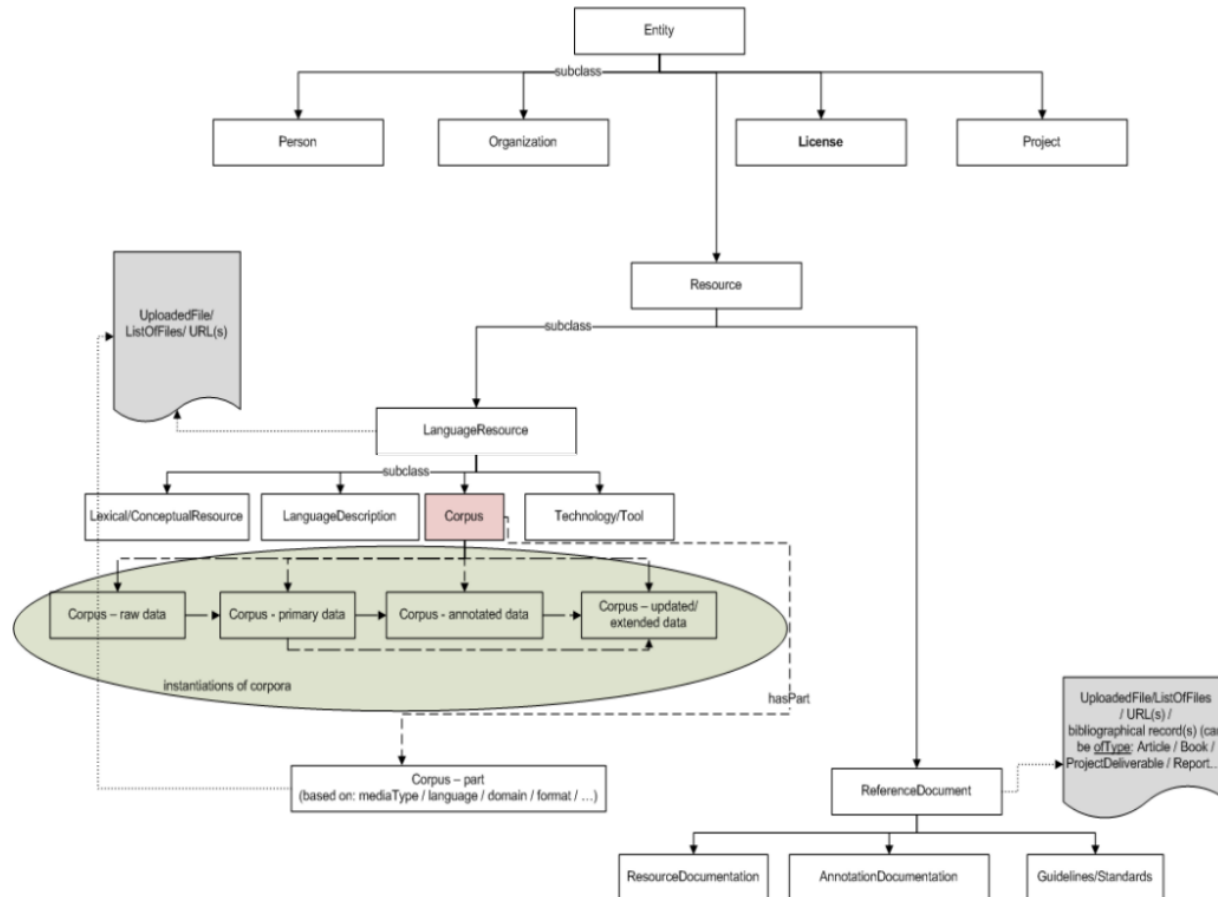 Entity
subclass
Person
Organization
License
Project
Resource
subclass
UploadedFile/
ListOfFiles/ URL(s)
LanguageResource
subclass
Lexical/ConceptualResource
LanguageDescription
Corpus
Technology/Tool
Corpus – raw data
Corpus - primary data
Corpus - annotated data
Corpus – updated/
extended data
instantiations of corpora
hasPart
Corpus – part
(based on: mediaType / language / domain / format / …)
UploadedFile/ListOfFiles
/ URL(s) /
bibliographical record(s) (can
be ofType: Article / Book /
ProjectDeliverable / Report…
ReferenceDocument
ResourceDocumentation
AnnotationDocumentation
Guidelines/Standards